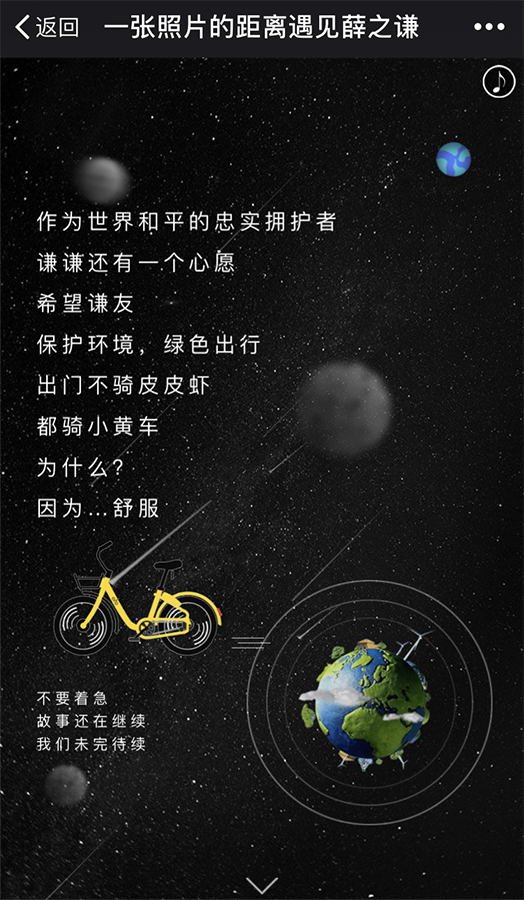 返回 一张照片的距离遇见薛之谦
作为世界和平的忠实拥护者
谦谦还有一个心愿
希望谦友
保护环境，绿色出行
出门不骑皮皮虾
都骑小黄车
为什么？
因为...舒服
不要着急
故事还在继续
我们未完待续